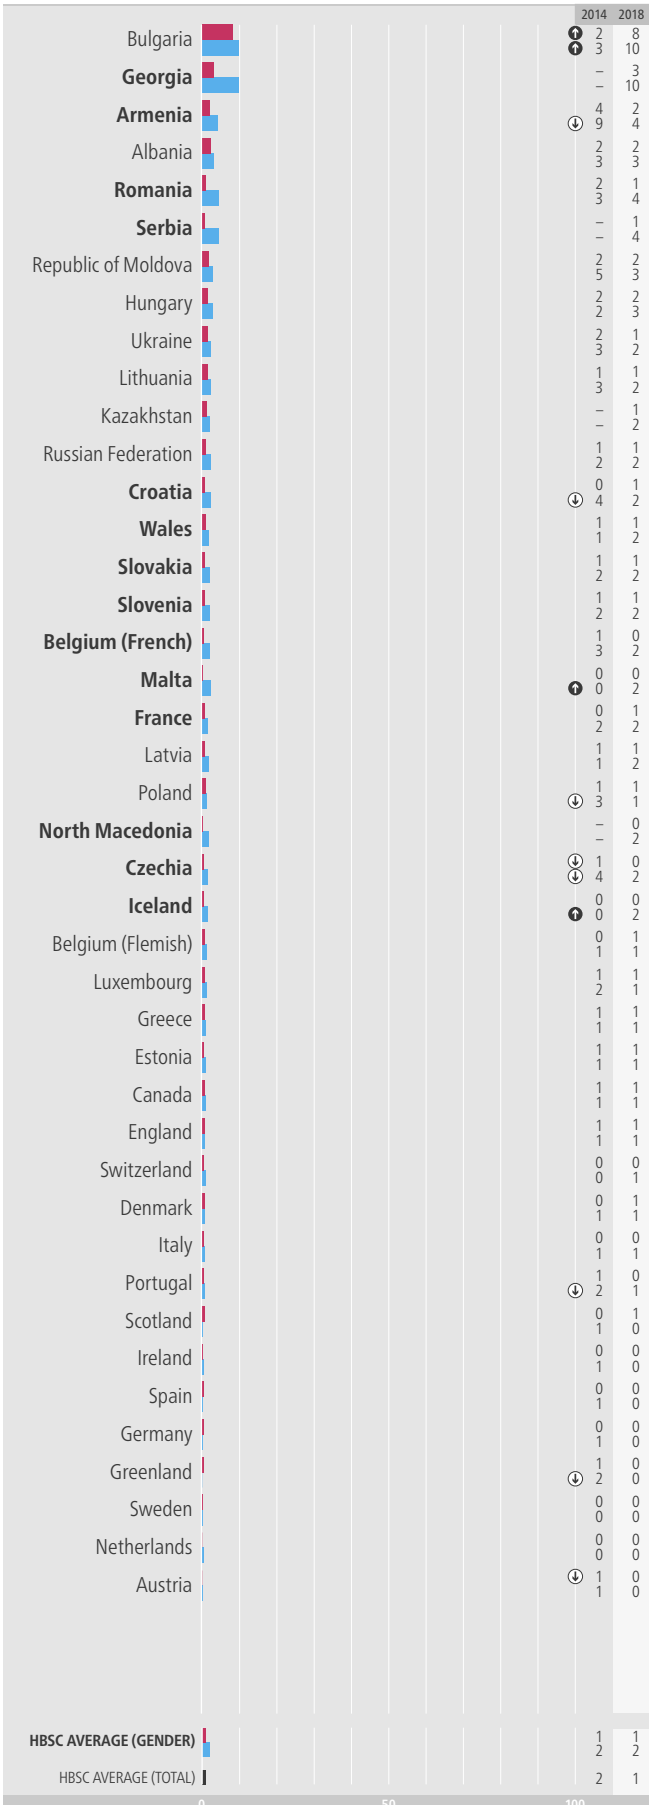 2014 2018
Bulgaria 2 8
3 10
Georgia – 3
– 10
Armenia 4 2
9 4
Albania 2 2
3 3
Romania 2 1
3 4
Serbia – 1
– 4
Republic of Moldova 2 2
5 3
Hungary 2 2
2 3
Ukraine 2 1
3 2
Lithuania 1 1
3 2
Kazakhstan – 1
– 2
Russian Federation 1 1
2 2
Croatia 0 1
4 2
Wales 1 1
1 2
Slovakia 1 1
2 2
Slovenia 1 1
2 2
Belgium (French) 1 0
3 2
Malta 0 0
0 2
France 0 1
2 2
Latvia 1 1
1 2
Poland 1 1
3 1
North Macedonia – 0
– 2
Czechia 1 0
4 2
Iceland 0 0
0 2
Belgium (Flemish) 0 1
1 1
Luxembourg 1 1
2 1
Greece 1 1
1 1
Estonia 1 1
1 1
Canada 1 1
1 1
England 1 1
1 1
Switzerland 0 0
0 1
Denmark 0 1
1 1
Italy 0 0
1 1
Portugal 1 0
2 1
Scotland 0 1
1 0
Ireland 0 0
1 0
Spain 0 0
1 0
Germany 0 0
1 0
Greenland 1 0
2 0
Sweden 0 0
0 0
Netherlands 0 0
0 0
Austria 1 0
1 0
HBSC AVERAGE (GENDER) 1 1
2 2
HBSC AVERAGE (TOTAL) 2 1
0 50 100